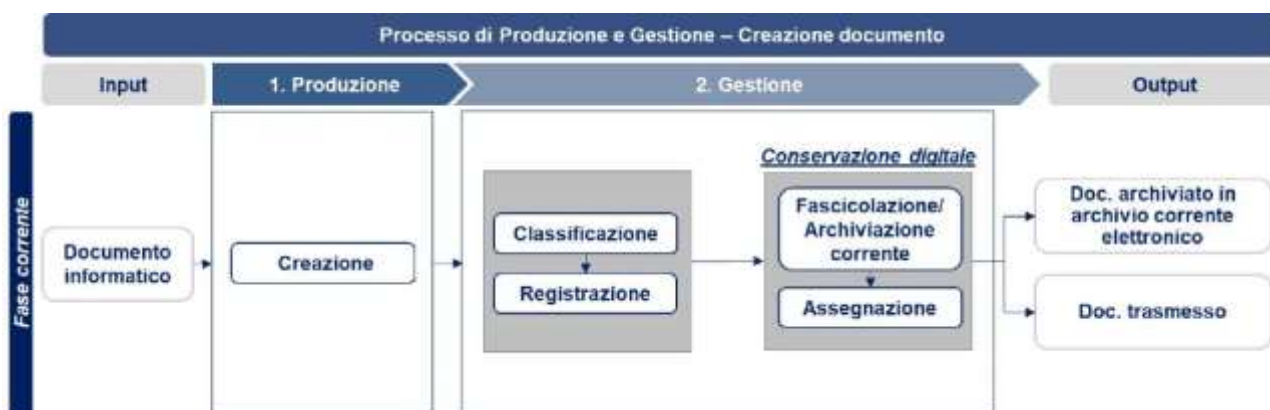 Processo di Produzione e Gestione – Creazione documento
Input
1. Produzione
2. Gestione
Output
Fase corrente
Documento
informatico
Creazione
Classificazione
Registrazione
Conservazione digitale
Fascicolazione/
Archiviazione
corrente
Assegnazione
Doc. archiviato in
archivio corrente
elettronico
Doc. trasmesso